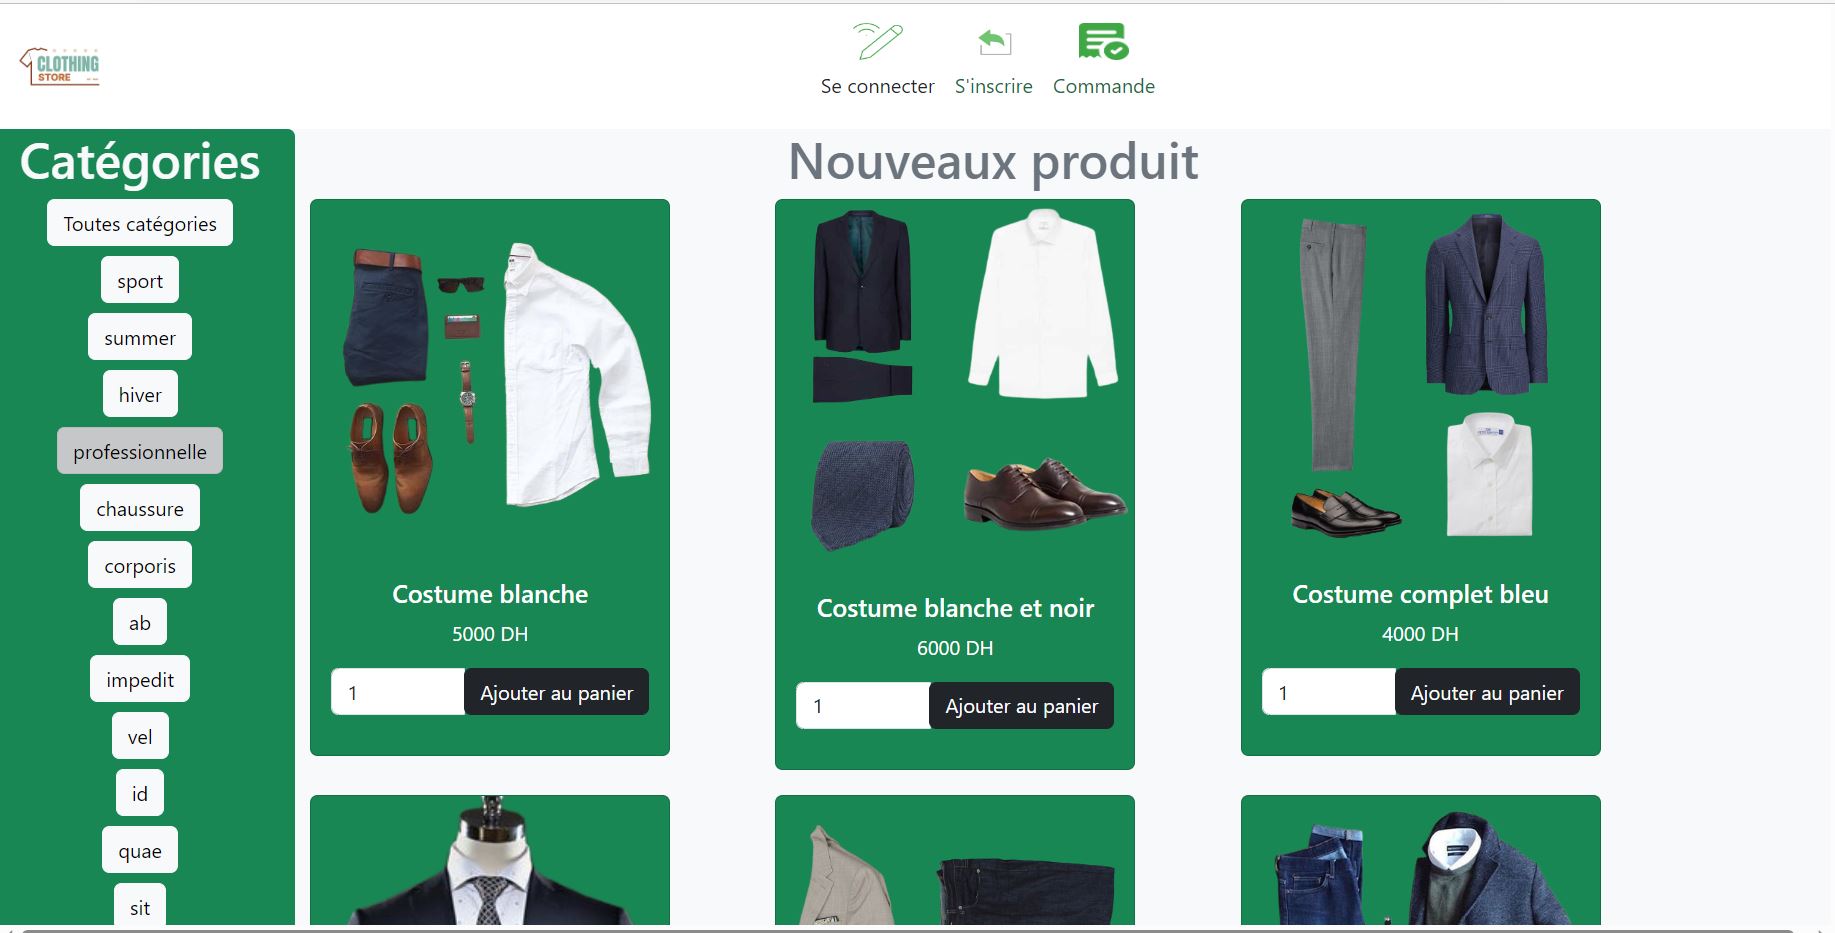 CLOTHING
STORE
Se connecter
S'inscrire
Commande
Catégories
Toutes catégories
sport
summer
hiver
professionnelle
chaussure
corporis
ab
impedit
vel
id
quae
sit
Nouveaux produit
Costume blanche
5000 DH
1
Ajouter au panier
Costume blanche et noir
6000 DH
1
Ajouter au panier
Costume complet bleu
4000 DH
1
Ajouter au panier